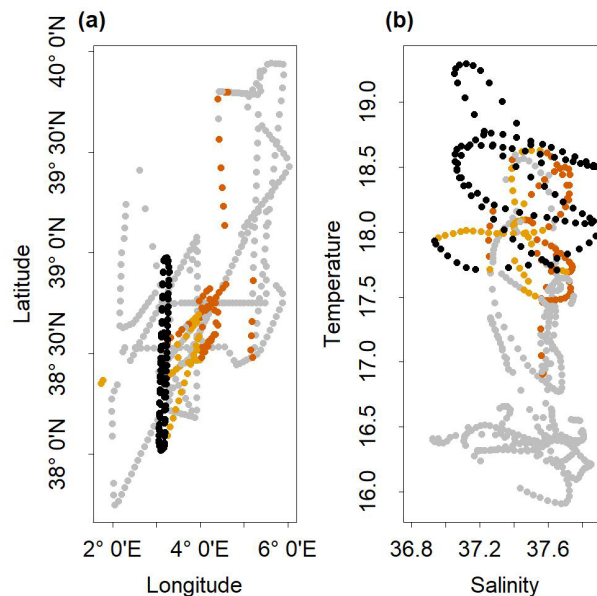 (a)
(b)
40° 0'N
39° 30'N
39° 0'N
38° 30'N
38° 0'N
Latitude
2° 0'E
4° 0'E
6° 0'E
Longitude
19.0
18.5
18.0
17.5
17.0
16.5
16.0
Temperature
36.8
37.2
37.6
Salinity